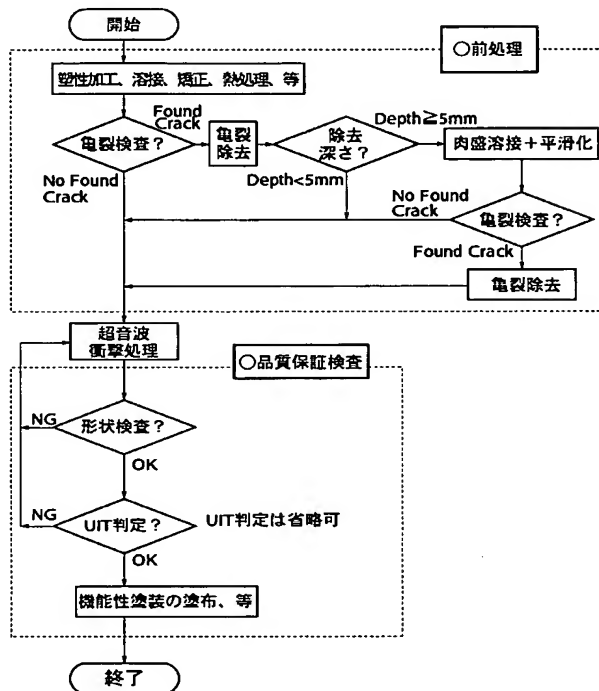 開始
○前処理
塑性加工、溶接、矯正、熱処理、等
亀裂検査？
Found
Crack
亀裂
除去
除去
深さ？
Depth≧5mm
肉盛溶接＋平滑化
No Found
Crack
Depth<5mm
No Found
Crack
亀裂検査？
Found Crack
亀裂除去
超音波
衝撃処理
○品質保証検査
NG
形状検査？
OK
NG
UIT判定？
UIT判定は省略可
OK
機能性塗装の塗布、等
終了